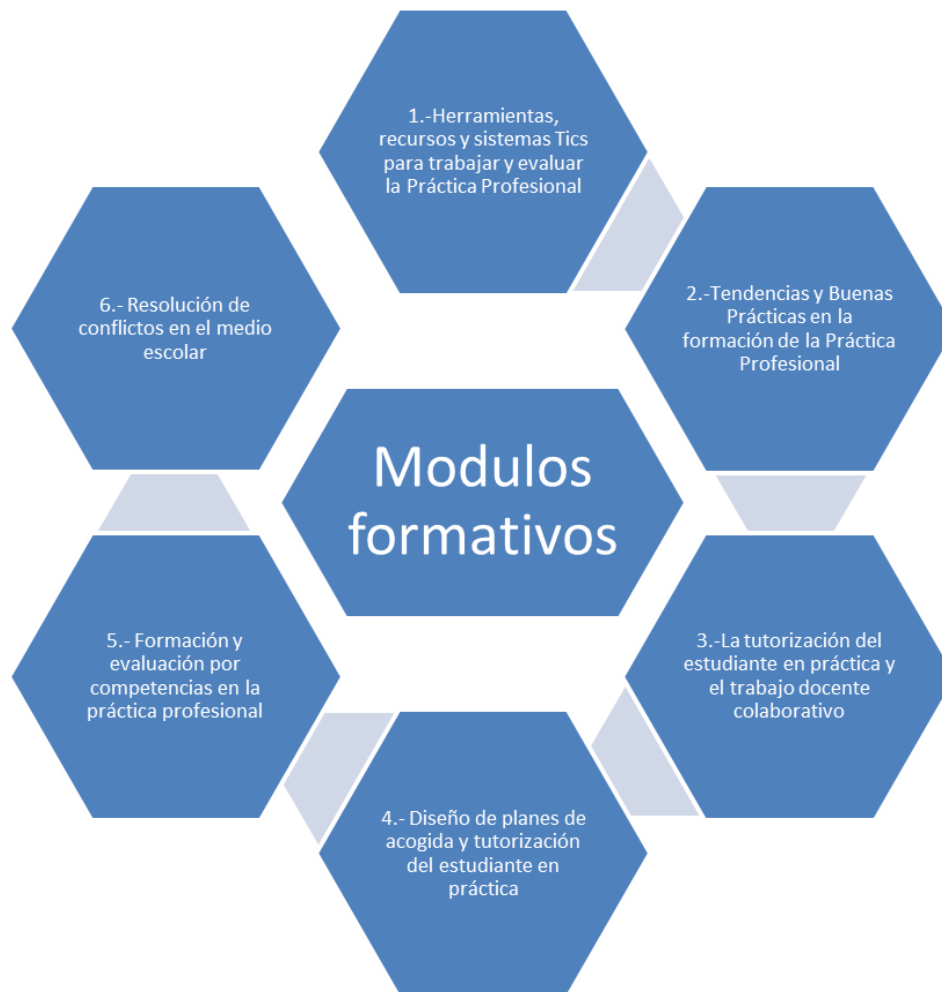 1.-Herramientas,
recursos y sistemas Tics
para trabajar y evaluar
la Práctica Profesional
2.-Tendencias y Buenas
Prácticas en la
formación de la Práctica
Profesional
3.-La tutorización del
estudiante en práctica y
el trabajo docente
colaborativo
4.- Diseño de planes de
acogida y tutorización
del estudiante en
práctica
5.- Formación y
evaluación por
competencias en la
práctica profesional
6.- Resolución de
conflictos en el medio
escolar
Modulos
formativos